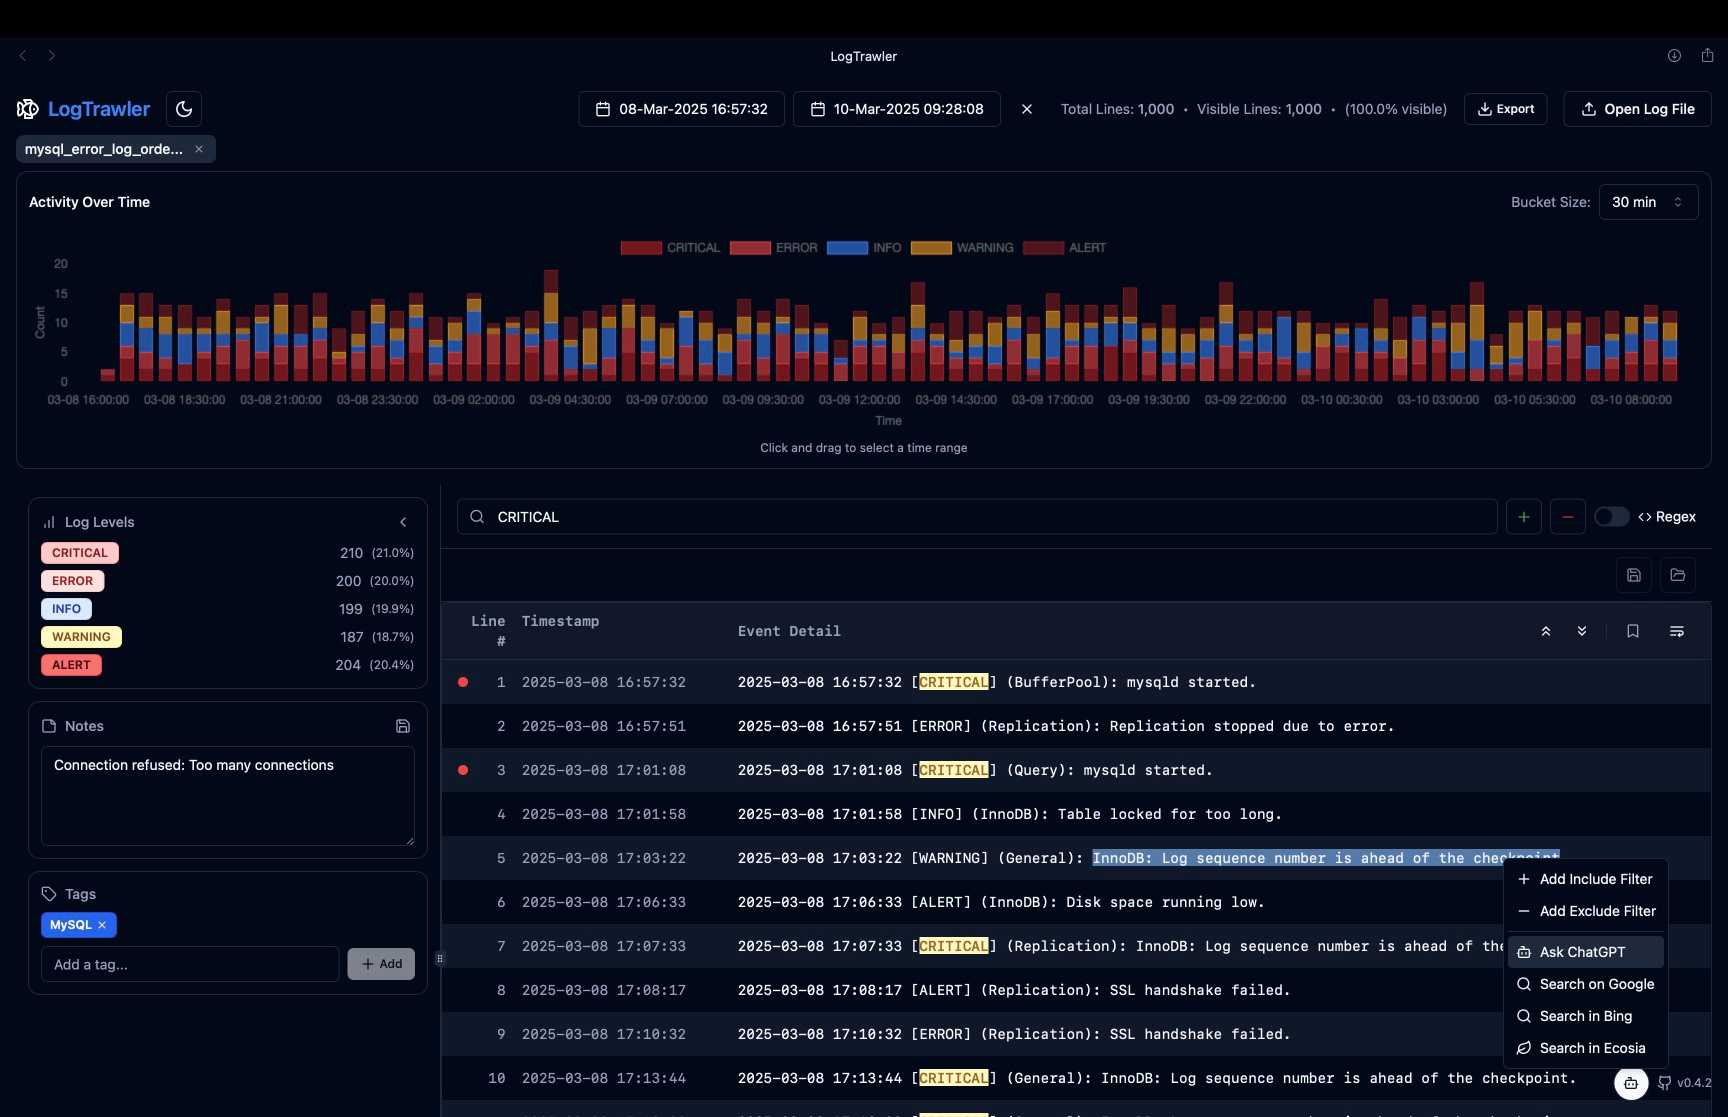 LogTrawler
LogTrawler
08-Mar-2025 16:57:32
10-Mar-2025 09:28:08
Total Lines: 1,000 • Visible Lines: 1,000 • (100.0% visible)
Export
Open Log File
mysql_error_log_orde...
Activity Over Time
Bucket Size: 30 min
CRITICAL ERROR INFO WARNING ALERT
20
15
10
5
0
Count
03-08 16:00:00 03-08 18:30:00 03-08 21:00:00 03-08 23:30:00 03-09 02:00:00 03-09 04:30:00 03-09 07:00:00 03-09 09:30:00 03-09 12:00:00 03-09 14:30:00 03-09 17:00:00 03-09 19:30:00 03-09 22:00:00 03-10 00:30:00 03-10 03:00:00 03-10 05:30:00 03-10 08:00:00
Time
Click and drag to select a time range
Log Levels
CRITICAL 210 (21.0%)
ERROR 200 (20.0%)
INFO 199 (19.9%)
WARNING 187 (18.7%)
ALERT 204 (20.4%)
Notes
Connection refused: Too many connections
Tags
MySQL
Add a tag...
Add
CRITICAL
Regex
Line # Timestamp Event Detail
1 2025-03-08 16:57:32 2025-03-08 16:57:32 [CRITICAL] (BufferPool): mysqld started.
2 2025-03-08 16:57:51 2025-03-08 16:57:51 [ERROR] (Replication): Replication stopped due to error.
3 2025-03-08 17:01:08 2025-03-08 17:01:08 [CRITICAL] (Query): mysqld started.
4 2025-03-08 17:01:58 2025-03-08 17:01:58 [INFO] (InnoDB): Table locked for too long.
5 2025-03-08 17:03:22 2025-03-08 17:03:22 [WARNING] (General): InnoDB: Log sequence number is ahead of the checkpoint
6 2025-03-08 17:06:33 2025-03-08 17:06:33 [ALERT] (InnoDB): Disk space running low.
7 2025-03-08 17:07:33 2025-03-08 17:07:33 [CRITICAL] (Replication): InnoDB: Log sequence number is ahead of the
8 2025-03-08 17:08:17 2025-03-08 17:08:17 [ALERT] (Replication): SSL handshake failed.
9 2025-03-08 17:10:32 2025-03-08 17:10:32 [ERROR] (Replication): SSL handshake failed.
10 2025-03-08 17:13:44 2025-03-08 17:13:44 [CRITICAL] (General): InnoDB: Log sequence number is ahead of the checkpoint.
Add Include Filter
Add Exclude Filter
Ask ChatGPT
Search on Google
Search in Bing
Search in Ecosia
v0.4.2